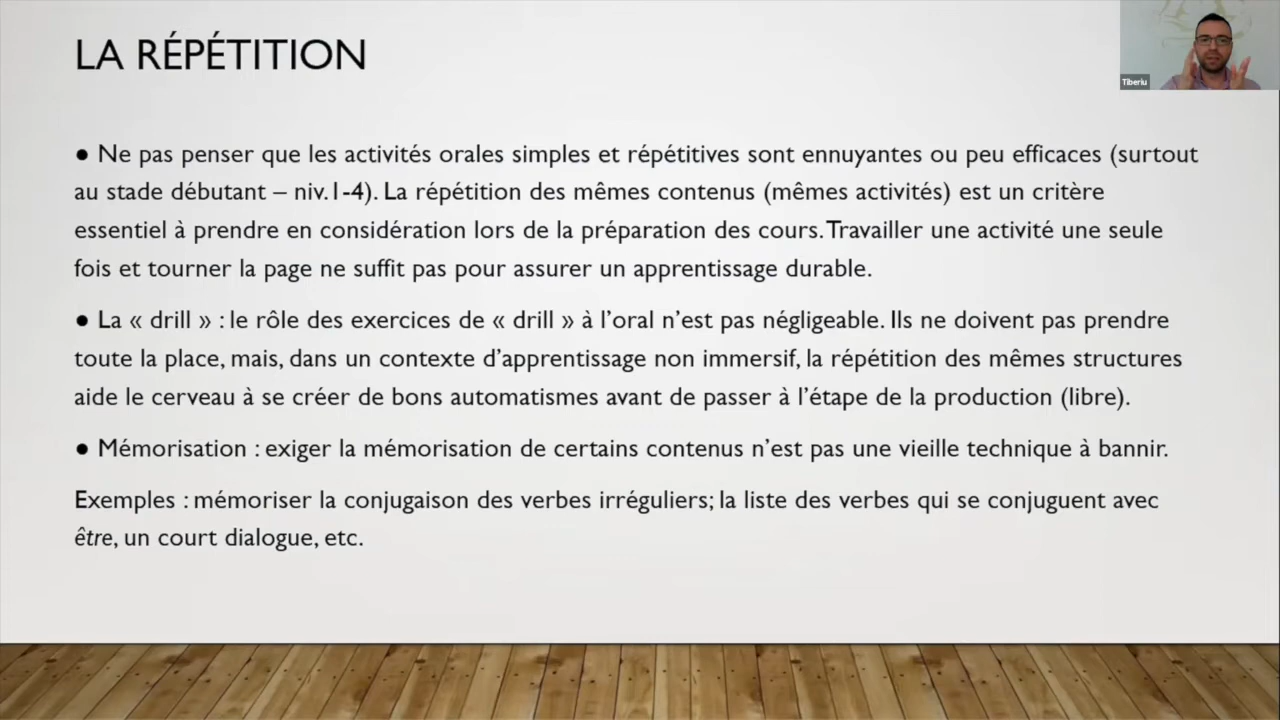 LA RÉPÉTITION
Tiberiu
● Ne pas penser que les activités orales simples et répétitives sont ennuyantes ou peu efficaces (surtout
au stade débutant – niv.1-4). La répétition des mêmes contenus (mêmes activités) est un critère
essentiel à prendre en considération lors de la préparation des cours. Travailler une activité une seule
fois et tourner la page ne suffit pas pour assurer un apprentissage durable.
● La « drill » : le rôle des exercices de « drill » à l’oral n’est pas négligeable. Ils ne doivent pas prendre
toute la place, mais, dans un contexte d’apprentissage non immersif, la répétition des mêmes structures
aide le cerveau à se créer de bons automatismes avant de passer à l’étape de la production (libre).
● Mémorisation : exiger la mémorisation de certains contenus n’est pas une vieille technique à bannir.
Exemples : mémoriser la conjugaison des verbes irréguliers; la liste des verbes qui se conjuguent avec
être, un court dialogue, etc.